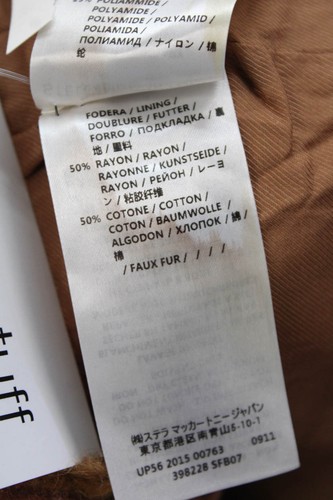 POLIAMMIDE /
POLYAMIDE /
POLYAMIDE / POLYAMID /
POLIAMIDA /
ПОЛИАМИД / ナイロン / 棉
纶
FODERA / LINING /
DOUBLURE / FUTTER /
FORRO / ПОДКЛАДКА / 裏
地 / 里料
50% RAYON / RAYON /
RAYONNE / KUNSTSEIDE /
RAYON / РЕЙОН / レーヨ
ン / 粘胶纤维
50% COTONE / COTTON /
COTON / BAUMWOLLE /
ALGODON / ХЛОПОК / 綿 /
棉
/ FAUX FUR / / / /
㈱ステラ マッカートニー ジャパン
東京都港区南青山6-10-1
UP56 2015 00763 0911
398228 SFB07
tuff